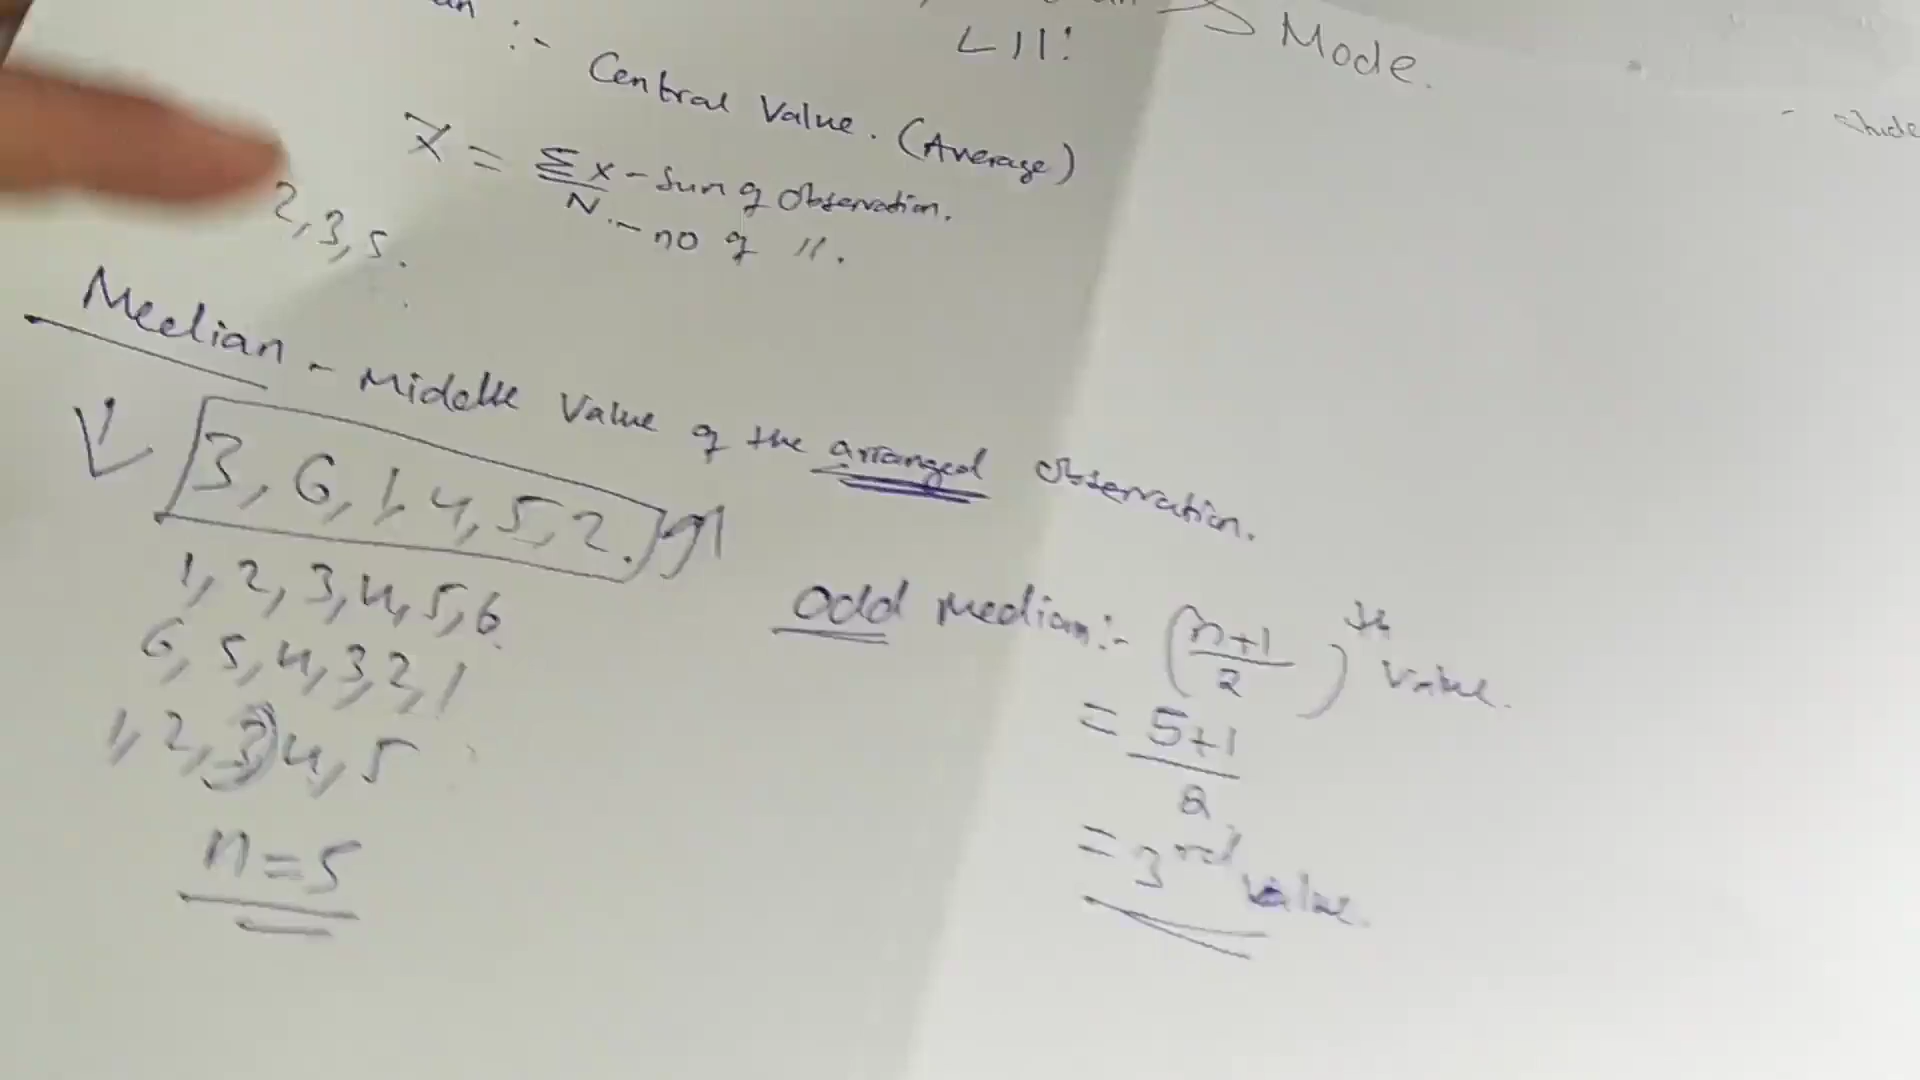 Mode.
L11:
:- Central Value. (Average)
x̄ = Σx - Sum of Observation.
N. - no of 11.
2, 3, 5.
Median - Middle Value of the arranged Observation.
3, 6, 1, 4, 5, 2.
1, 2, 3, 4, 5, 6.
6, 5, 4, 3, 2, 1
1, 2, 3, 4, 5
n=5
Odd Median:- (n+1/2)th Value.
= 5+1
2
= 3rd Value.